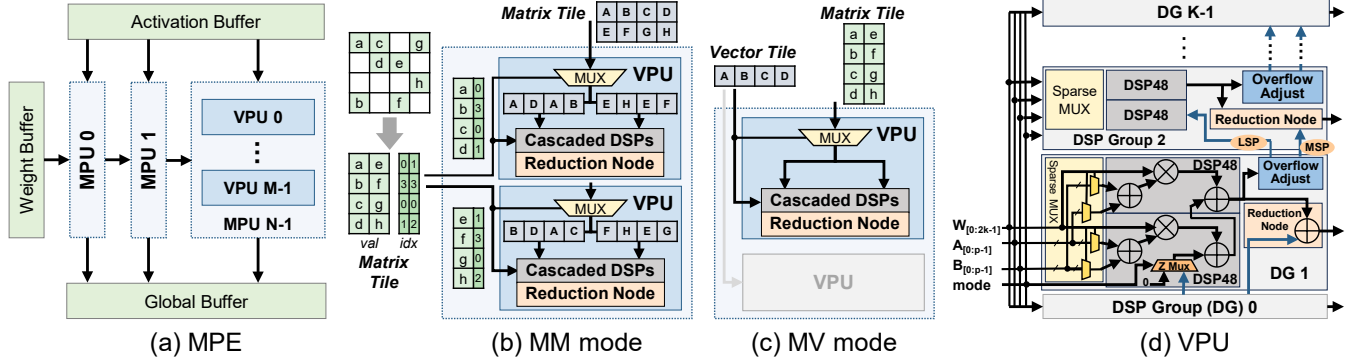 Activation Buffer
Weight Buffer
MPU 0
MPU 1
VPU 0
VPU M-1
MPU N-1
Global Buffer
(a) MPE
a c g
d e
h
b f
a e
b f
c g
d h
0 1
3 3
0 0
1 2
val idx
Matrix
Tile
Matrix Tile
A B C D
E F G H
MUX
VPU
a 0
b 3
c 0
d 1
A D A B
E H E F
Cascaded DSPs
Reduction Node
MUX
VPU
e 1
f 3
g 0
h 2
B D A C
F H E G
Cascaded DSPs
Reduction Node
(b) MM mode
Matrix
Tile
a e
b f
c g
d h
Vector Tile
A B C D
MUX
VPU
Cascaded DSPs
Reduction Node
VPU
(c) MV mode
DG K-1
Sparse
MUX
DSP48
DSP48
Overflow
Adjust
Reduction Node
DSP Group 2
LSP
MSP
Sparse MUX
DSP48
Overflow
Adjust
Reduction
Node
Z Mux
0
DSP48
DG 1
W[0:2k-1]
A[0:p-1]
B[0:p-1]
mode
DSP Group (DG) 0
(d) VPU